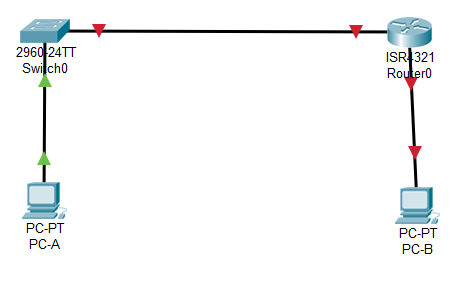 2960-24TT
Switch0
ISR4321
Router0
PC-PT
PC-A
PC-PT
PC-B